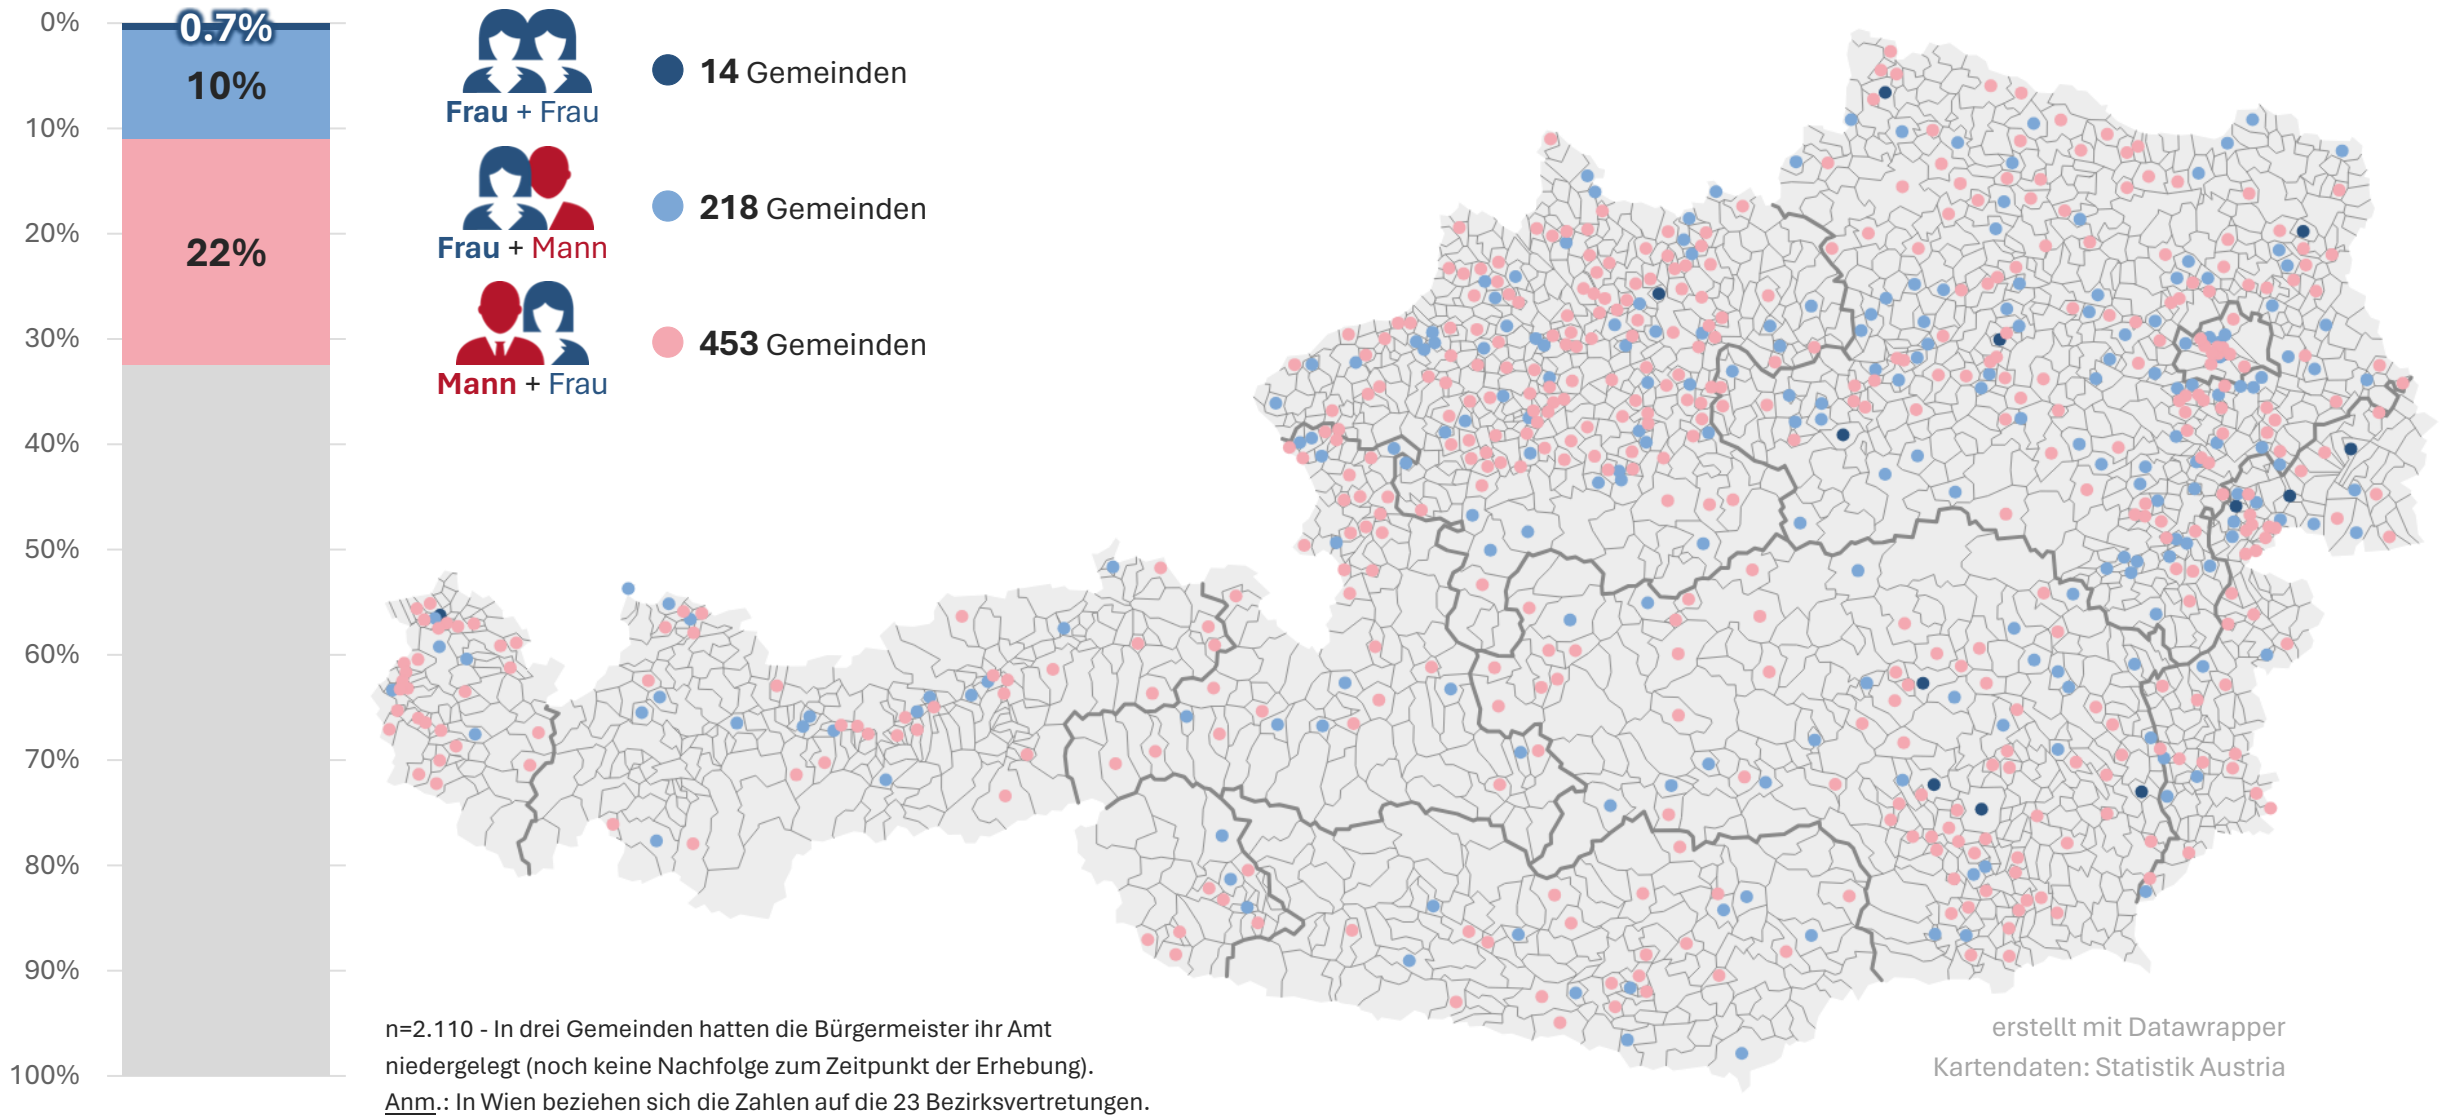 0%
10%
20%
30%
40%
50%
60%
70%
80%
90%
100%
0.7%
10%
22%
Frau + Frau
14 Gemeinden
Frau + Mann
218 Gemeinden
Mann + Frau
453 Gemeinden
n=2.110 - In drei Gemeinden hatten die Bürgermeister ihr Amt
niedergelegt (noch keine Nachfolge zum Zeitpunkt der Erhebung).
Anm.: In Wien beziehen sich die Zahlen auf die 23 Bezirksvertretungen.
erstellt mit Datawrapper
Kartendaten: Statistik Austria